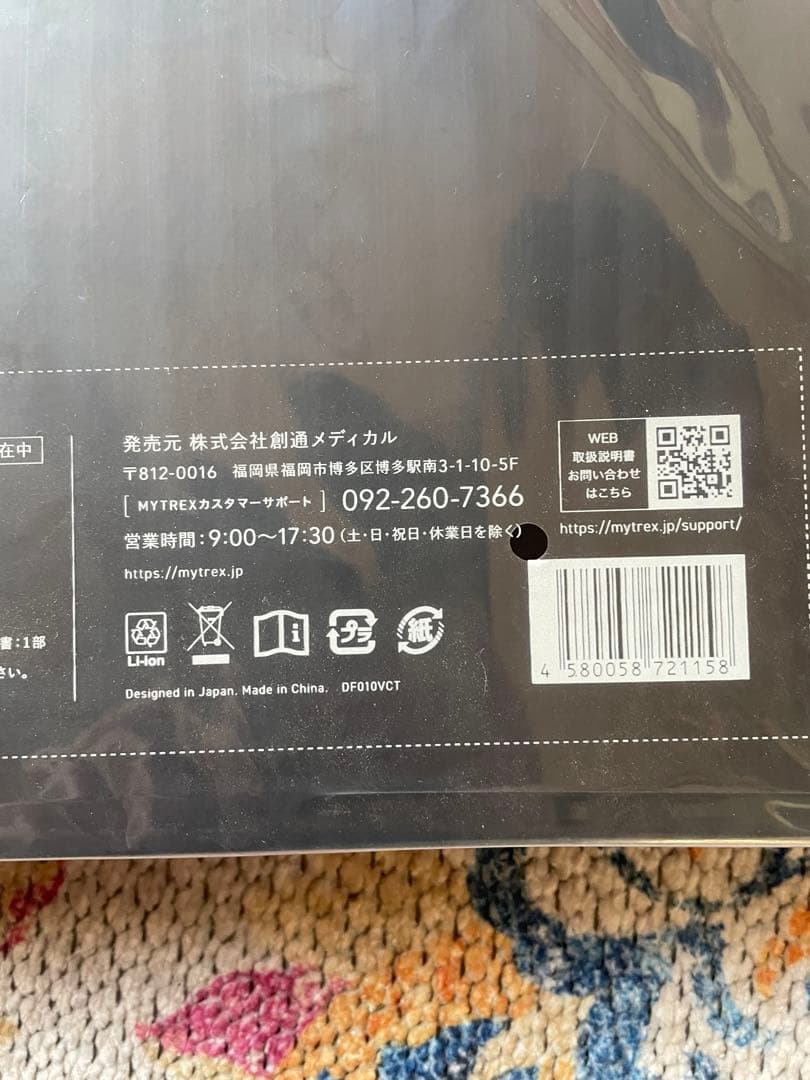 在中
書:1部
さい。
発売元 株式会社創通メディカル
〒812-0016 福岡県福岡市博多区博多駅南3-1-10-5F
[ MYTREXカスタマーサポート ] 092-260-7366
営業時間:9:00〜17:30(土・日・祝日・休業日を除く)
https://mytrex.jp
Li-ion
プラ
紙
Designed in Japan. Made in China. DF010VCT
WEB
取扱説明書
お問い合わせ
はこちら
https://mytrex.jp/support/
4 580058 721158